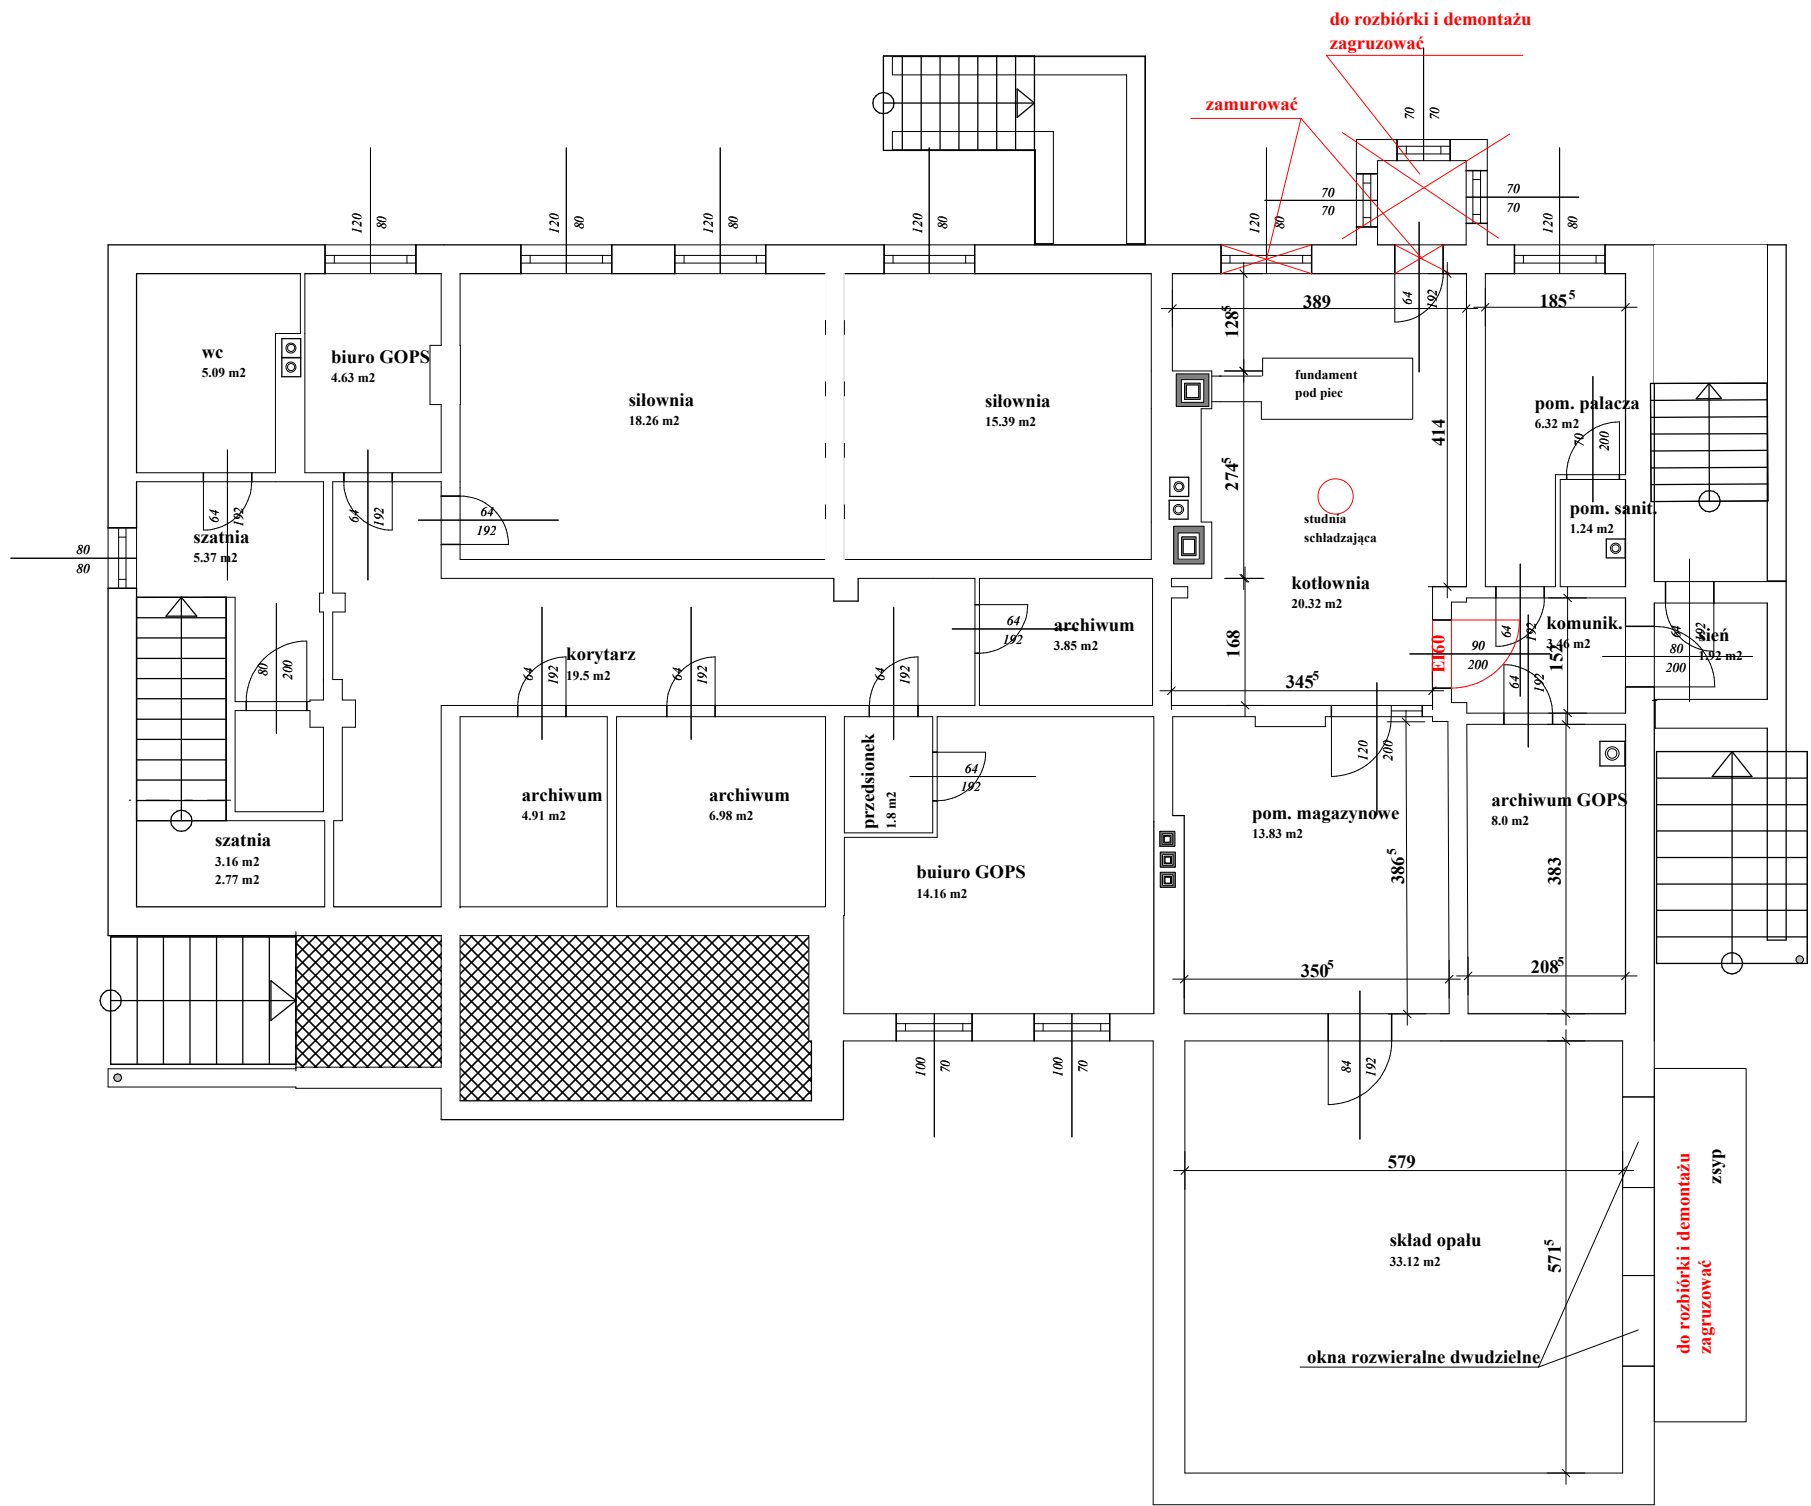 do rozbiórki i demontażu
zagruzować
zamurować
70
70
70
70
70
70
120
80
120
80
120
80
120
80
120
80
120
80
389
185⁵
128⁵
64
192
wc
5.09 m2
biuro GOPS
4.63 m2
siłownia
18.26 m2
siłownia
15.39 m2
fundament
pod piec
pom. palacza
6.32 m2
70
200
414
274⁵
64
192
64
192
64
192
szatnia
5.37 m2
80
80
studnia
schładzająca
pom. sanit.
1.24 m2
kotłownia
20.32 m2
archiwum
3.85 m2
64
192
168
EI60
90
200
64
192
komunik.
3.46 m2
152
64
192
80
200
sień
1.92 m2
korytarz
19.5 m2
80
200
64
192
64
192
64
192
345⁵
64
192
przedsionek
1.8 m2
64
192
120
200
archiwum
4.91 m2
archiwum
6.98 m2
pom. magazynowe
13.83 m2
archiwum GOPS
8.0 m2
szatnia
3.16 m2
2.77 m2
buiuro GOPS
14.16 m2
386⁵
383
350⁵
208⁵
100
70
100
70
84
192
579
skład opału
33.12 m2
571⁵
okna rozwieralne dwudzielne
do rozbiórki i demontażu
zagruzować
zsyp